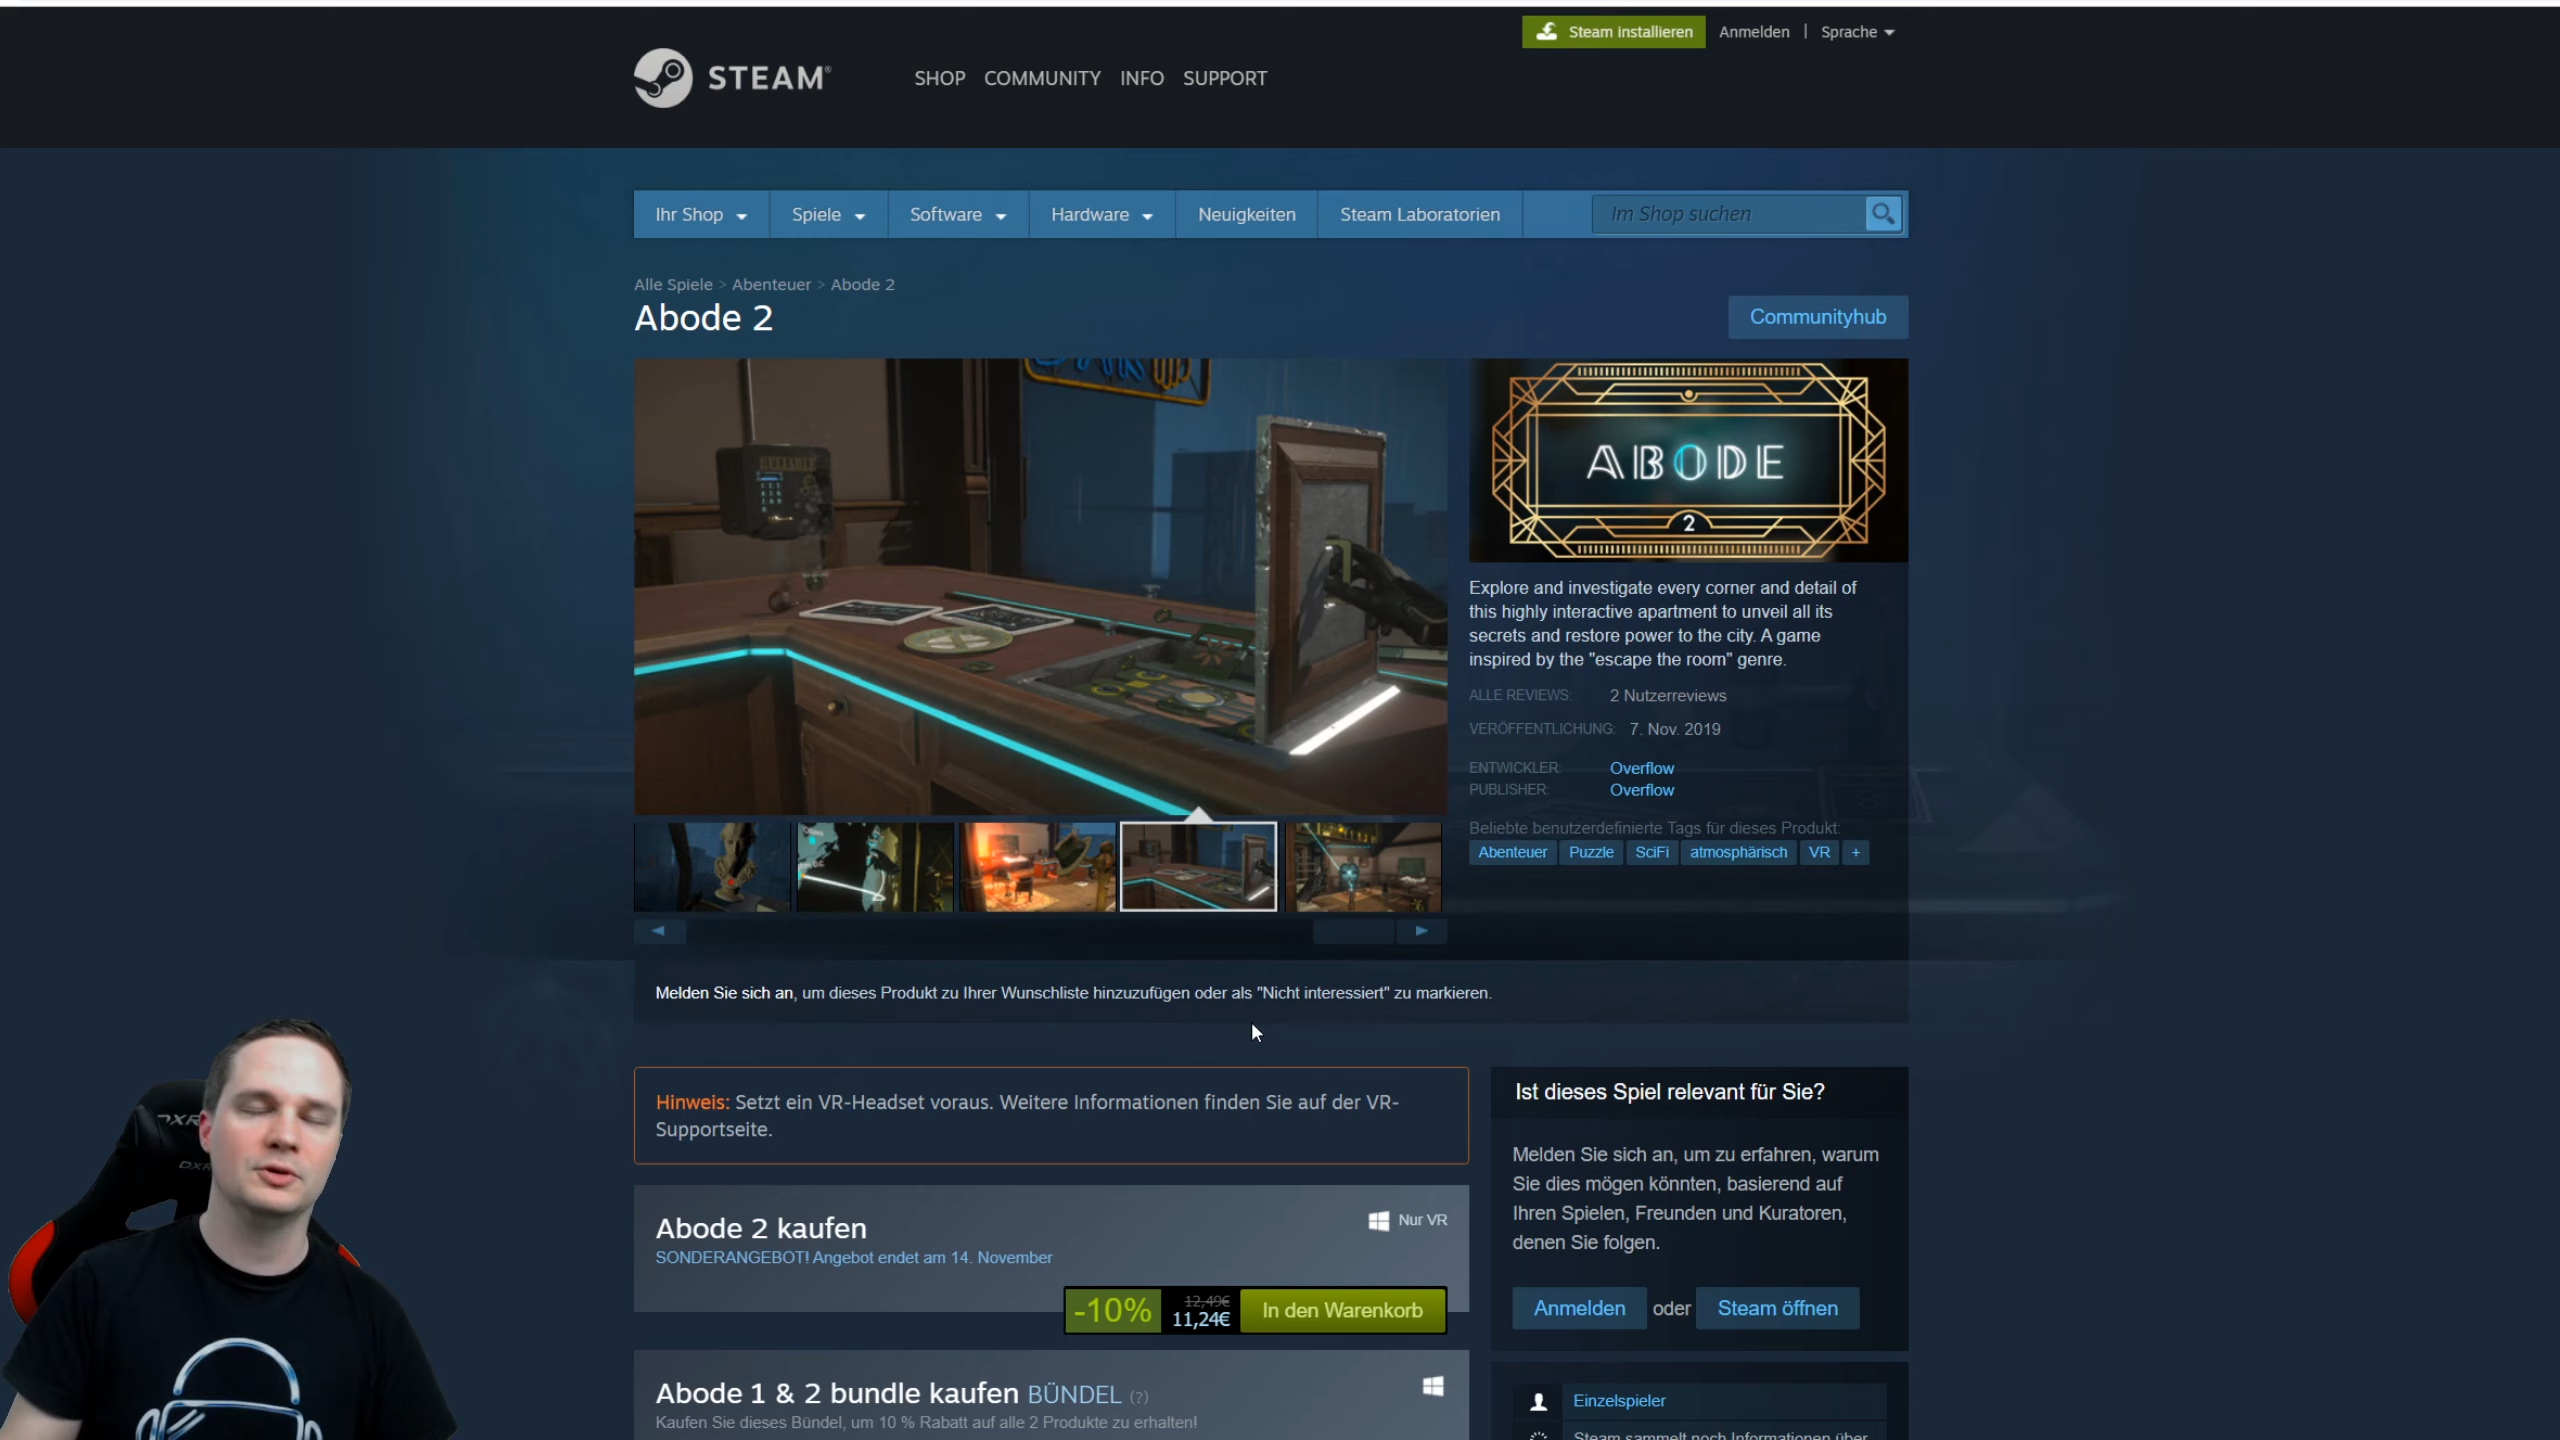 Steam installieren
Anmelden | Sprache
STEAM®
SHOP COMMUNITY INFO SUPPORT
Ihr Shop Spiele Software Hardware Neuigkeiten Steam Laboratorien Im Shop suchen
Alle Spiele > Abenteuer > Abode 2
Abode 2
Communityhub
RELIABLE
ABODE
2
Explore and investigate every corner and detail of
this highly interactive apartment to unveil all its
secrets and restore power to the city. A game
inspired by the "escape the room" genre.
ALLE REVIEWS: 2 Nutzerreviews
VERÖFFENTLICHUNG: 7. Nov. 2019
ENTWICKLER: Overflow
PUBLISHER: Overflow
Beliebte benutzerdefinierte Tags für dieses Produkt:
Abenteuer Puzzle SciFi atmosphärisch VR +
Melden Sie sich an, um dieses Produkt zu Ihrer Wunschliste hinzuzufügen oder als "Nicht interessiert" zu markieren.
Hinweis: Setzt ein VR-Headset voraus. Weitere Informationen finden Sie auf der VR-
Supportseite.
Abode 2 kaufen
Nur VR
SONDERANGEBOT! Angebot endet am 14. November
-10% 12,49€ 11,24€ In den Warenkorb
Abode 1 & 2 bundle kaufen BÜNDEL (?)
Kaufen Sie dieses Bündel, um 10 % Rabatt auf alle 2 Produkte zu erhalten!
Ist dieses Spiel relevant für Sie?
Melden Sie sich an, um zu erfahren, warum
Sie dies mögen könnten, basierend auf
Ihren Spielen, Freunden und Kuratoren,
denen Sie folgen.
Anmelden oder Steam öffnen
Einzelspieler
Steam sammelt noch Informationen über
DXR
DXR